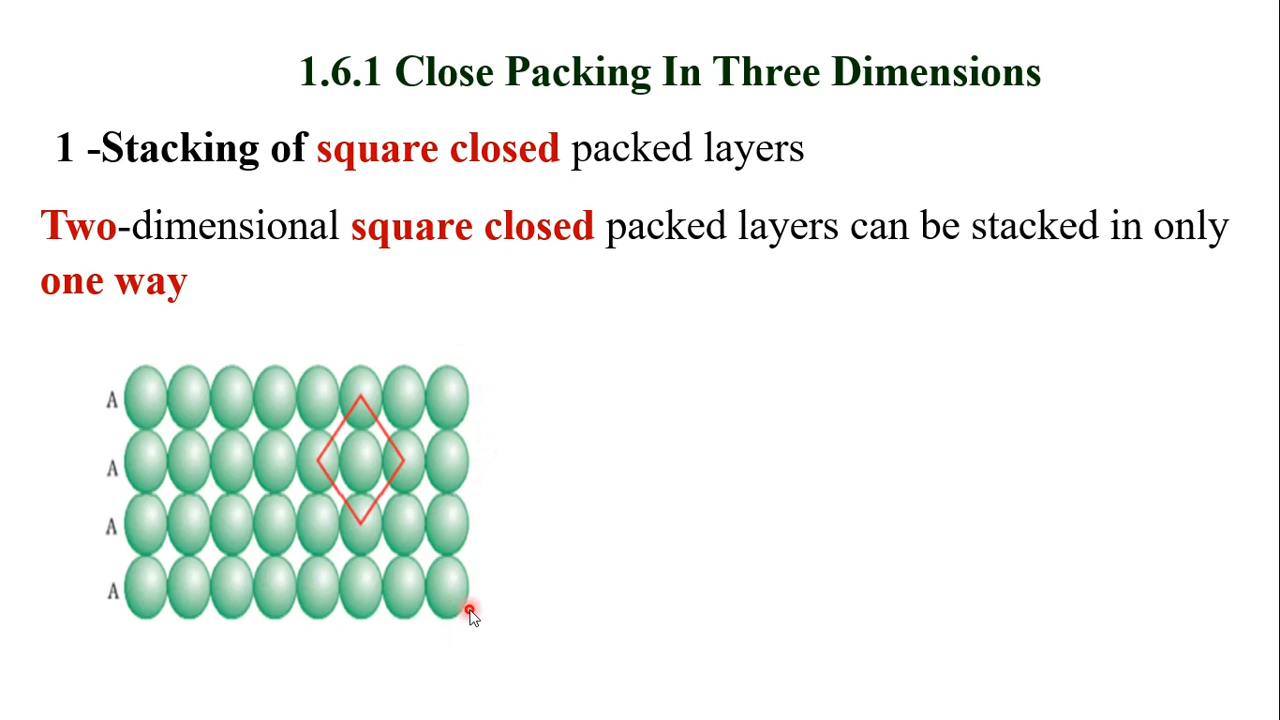 1.6.1 Close Packing In Three Dimensions
1 -Stacking of square closed packed layers
Two-dimensional square closed packed layers can be stacked in only
one way
A
A
A
A